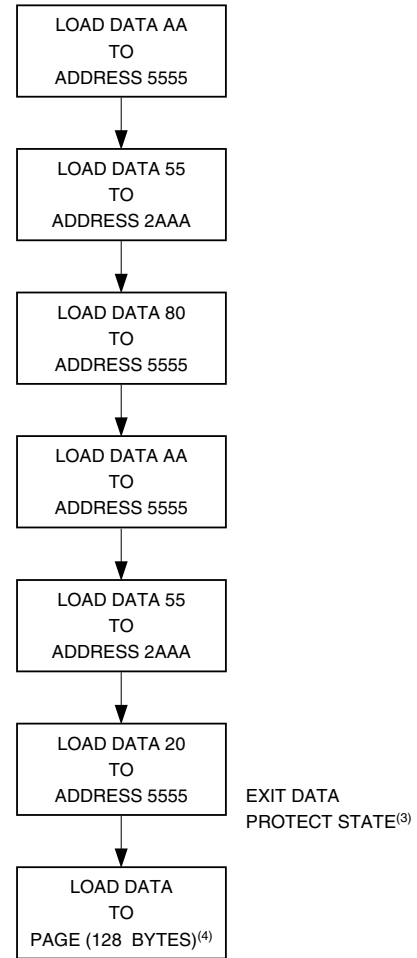 LOAD DATA AA
TO
ADDRESS 5555
LOAD DATA 55
TO
ADDRESS 2AAA
LOAD DATA 80
TO
ADDRESS 5555
LOAD DATA AA
TO
ADDRESS 5555
LOAD DATA 55
TO
ADDRESS 2AAA
LOAD DATA 20
TO
ADDRESS 5555
EXIT DATA
PROTECT STATE(3)
LOAD DATA
TO
PAGE (128 BYTES)(4)